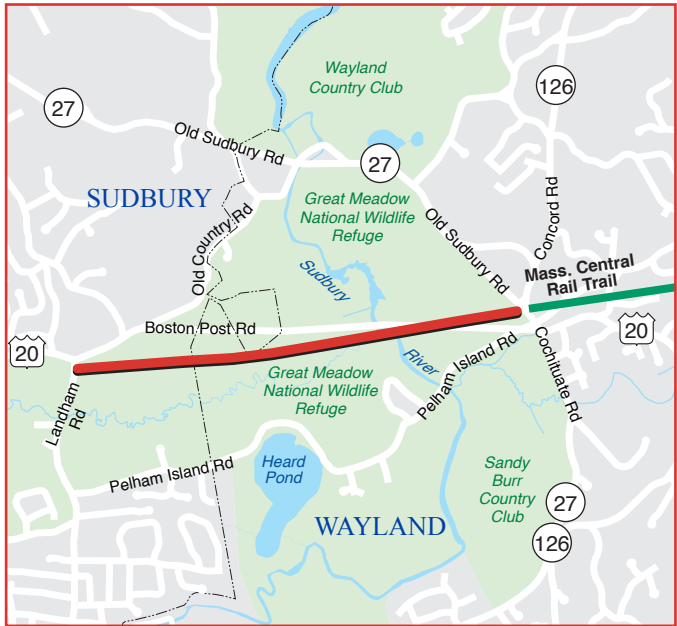 Wayland
Country Club
126
27
Old Sudbury Rd
27
SUDBURY
Great Meadow
National Wildlife
Refuge
Old Country Rd
Old Sudbury Rd
Concord Rd
Sudbury
Mass. Central
Rail Trail
Boston Post Rd
20
20
River
Pelham Island Rd
Cochituate Rd
Great Meadow
National Wildlife
Refuge
Landham
Rd
Pelham Island Rd
Heard
Pond
Sandy
Burr
Country
Club
27
WAYLAND
126